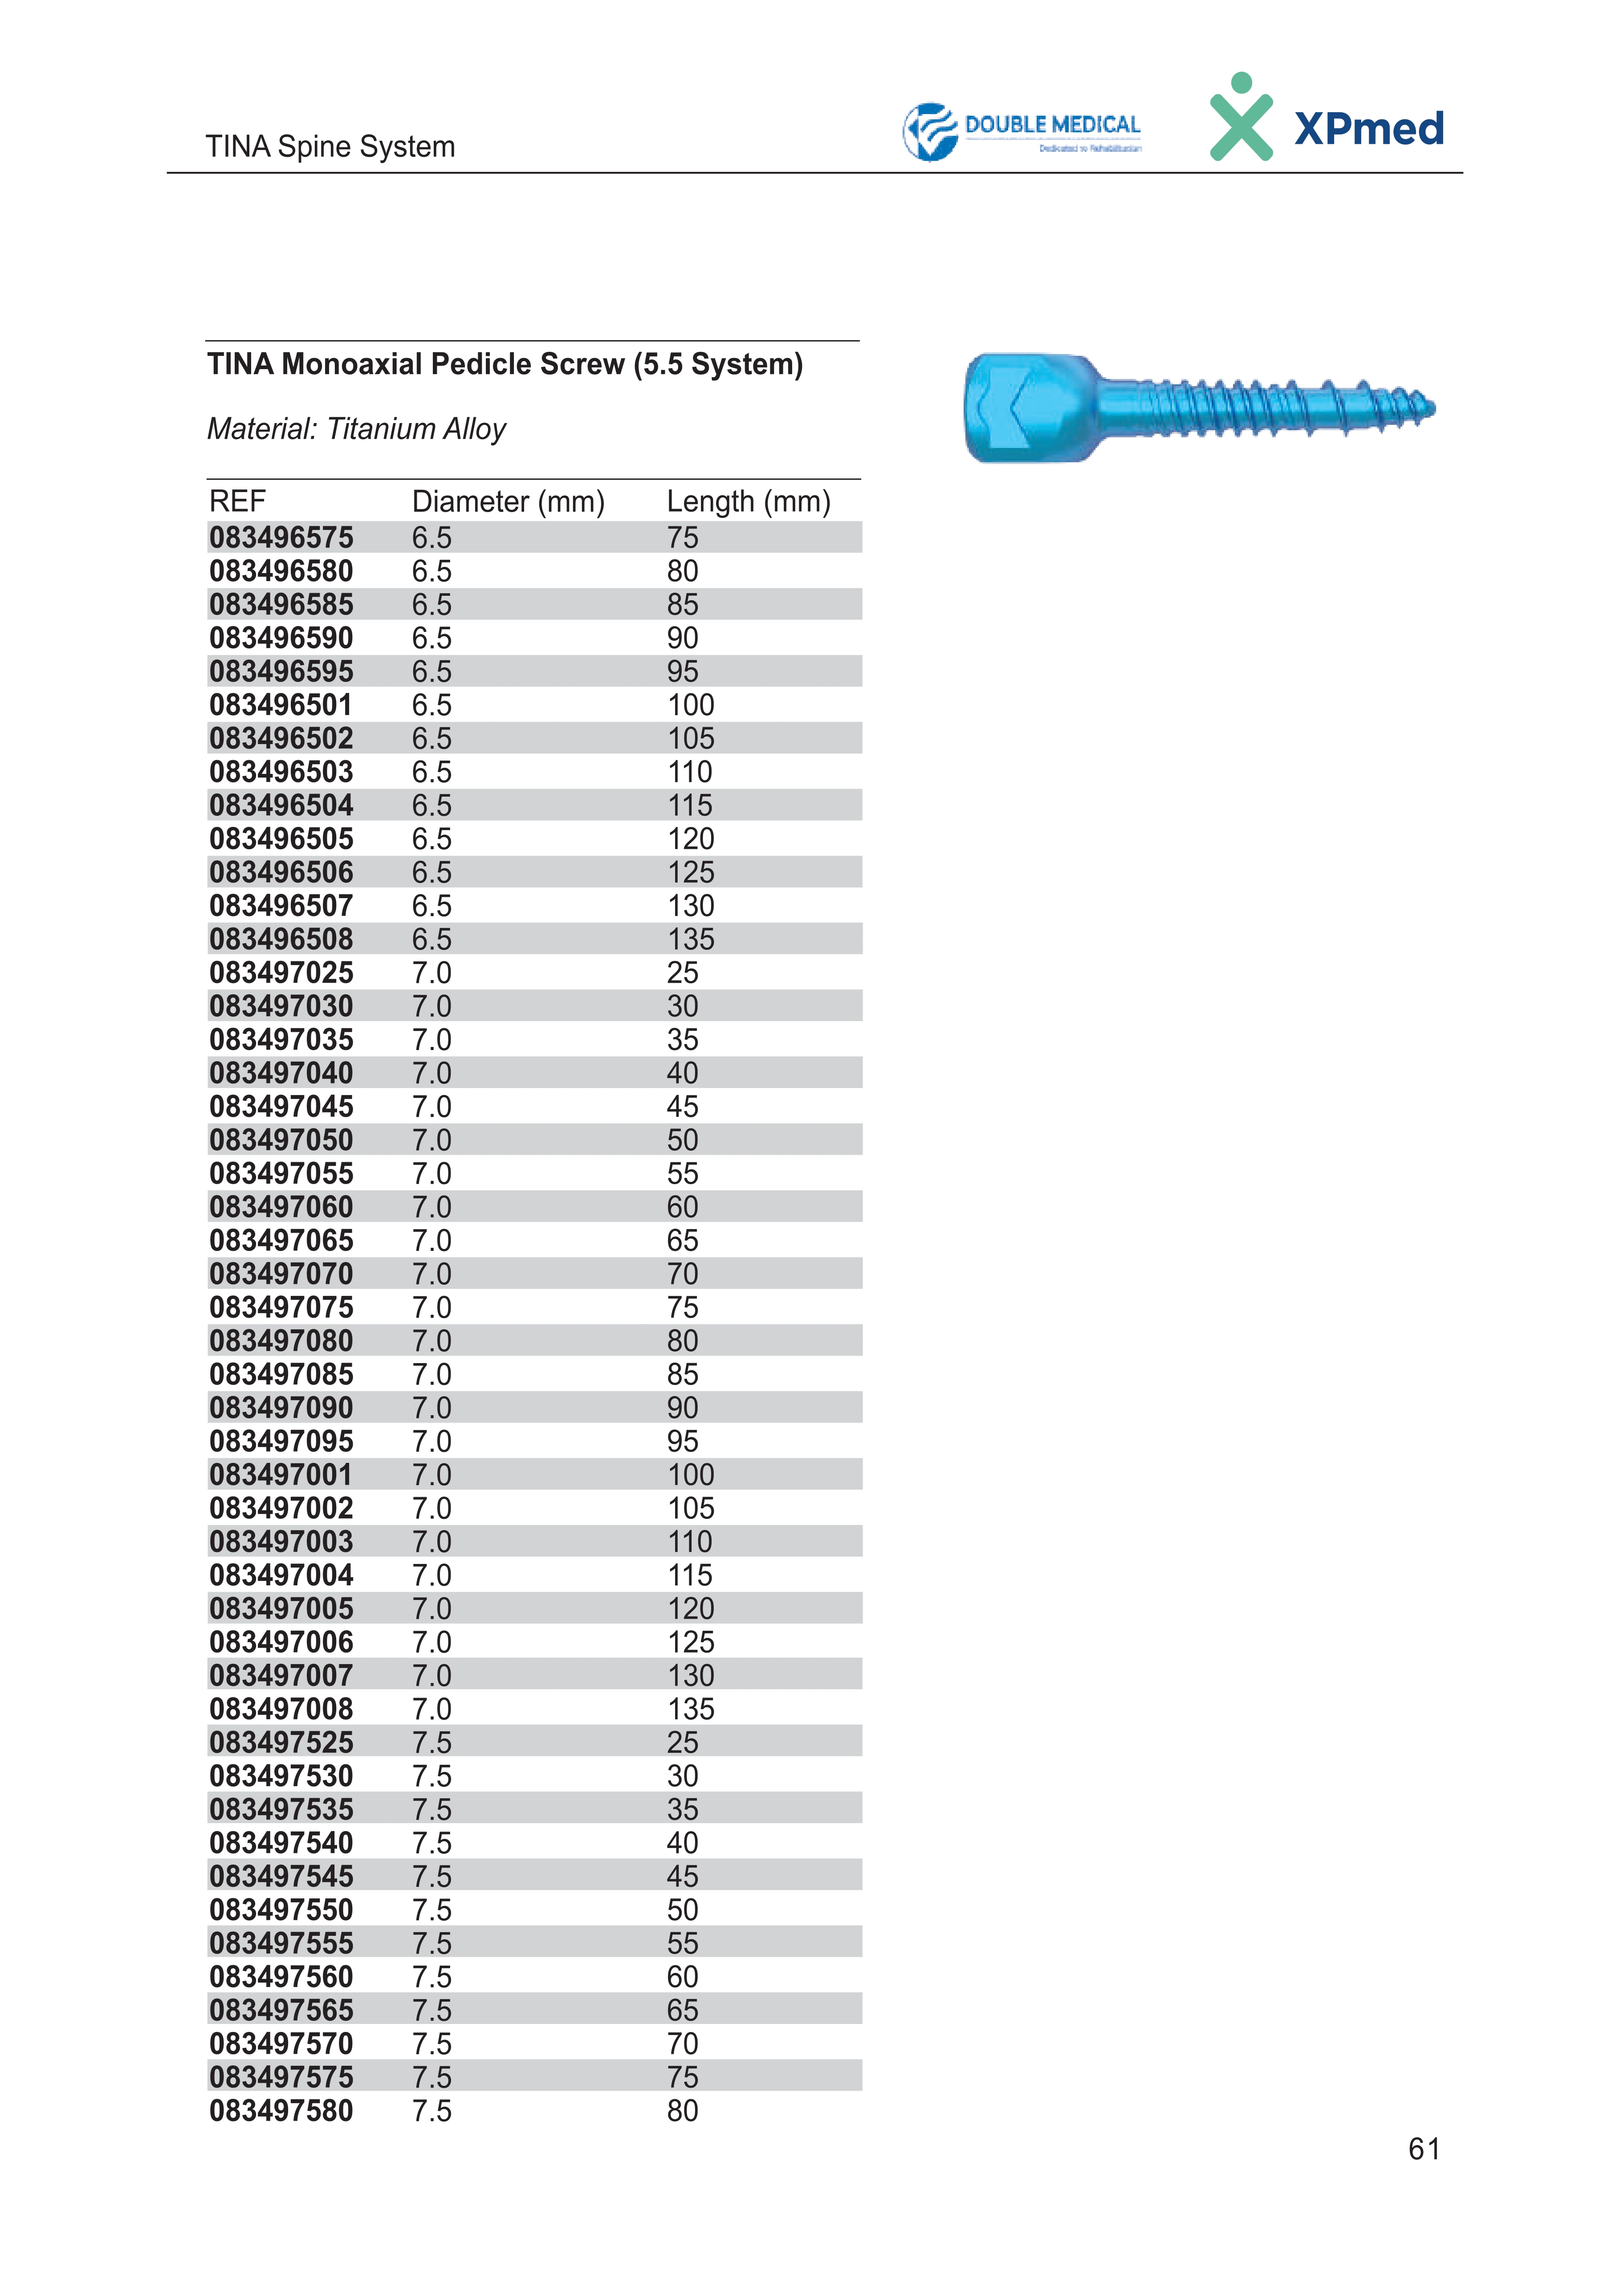 TINA Spine System
DOUBLE MEDICAL
Dedicated to Rehabilitation
XPmed
TINA Monoaxial Pedicle Screw (5.5 System)
Material: Titanium Alloy
REF Diameter (mm) Length (mm)
083496575 6.5 75
083496580 6.5 80
083496585 6.5 85
083496590 6.5 90
083496595 6.5 95
083496501 6.5 100
083496502 6.5 105
083496503 6.5 110
083496504 6.5 115
083496505 6.5 120
083496506 6.5 125
083496507 6.5 130
083496508 6.5 135
083497025 7.0 25
083497030 7.0 30
083497035 7.0 35
083497040 7.0 40
083497045 7.0 45
083497050 7.0 50
083497055 7.0 55
083497060 7.0 60
083497065 7.0 65
083497070 7.0 70
083497075 7.0 75
083497080 7.0 80
083497085 7.0 85
083497090 7.0 90
083497095 7.0 95
083497001 7.0 100
083497002 7.0 105
083497003 7.0 110
083497004 7.0 115
083497005 7.0 120
083497006 7.0 125
083497007 7.0 130
083497008 7.0 135
083497525 7.5 25
083497530 7.5 30
083497535 7.5 35
083497540 7.5 40
083497545 7.5 45
083497550 7.5 50
083497555 7.5 55
083497560 7.5 60
083497565 7.5 65
083497570 7.5 70
083497575 7.5 75
083497580 7.5 80
61